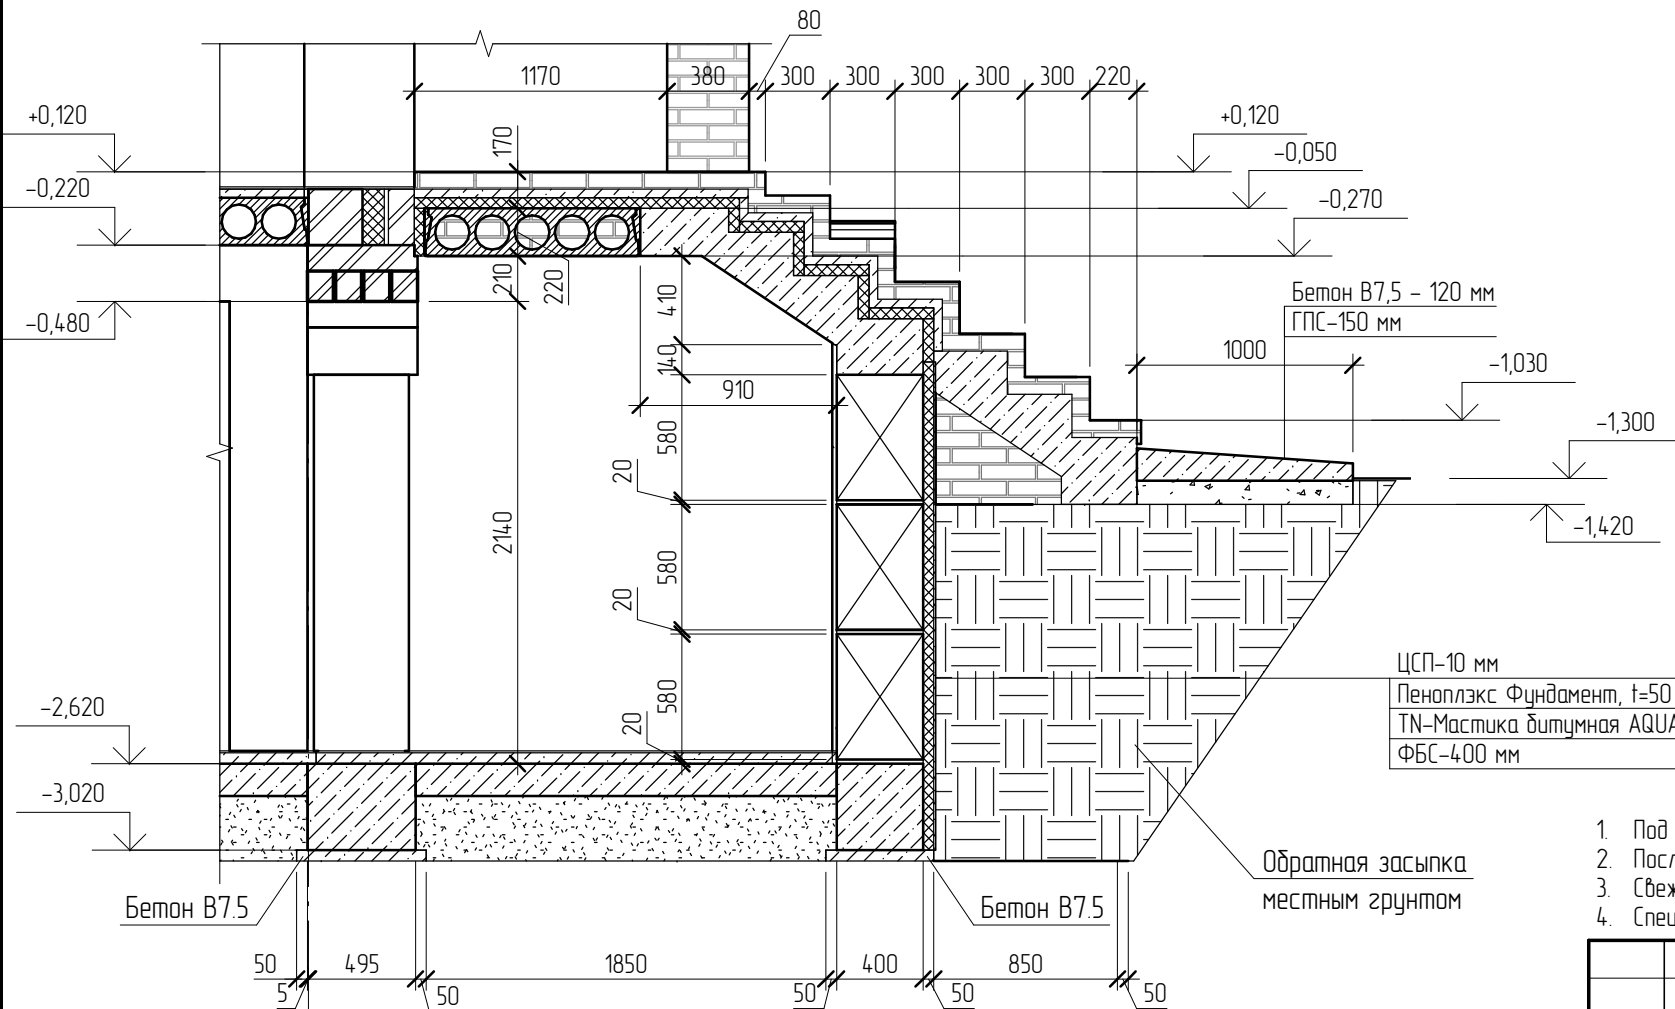 80
1170 380 300 300 300 300 300 220
+0,120
+0,120
170
-0,050
-0,220
-0,270
210
220
410
-0,480
Бетон В7,5 - 120 мм
ГПС-150 мм
140
1000
-1,030
910
-1,300
580
20
2140
-1,420
580
20
ЦСП-10 мм
Пеноплэкс Фундамент, t=50
TN-Мастика битумная AQUA
ФБС-400 мм
580
20
-2,620
-3,020
1. Под
2. Посл
3. Свеж
4. Спец
Обратная засыпка
местным грунтом
Бетон В7.5
Бетон В7.5
50 495 1850 400 850
5 50 50 50 50